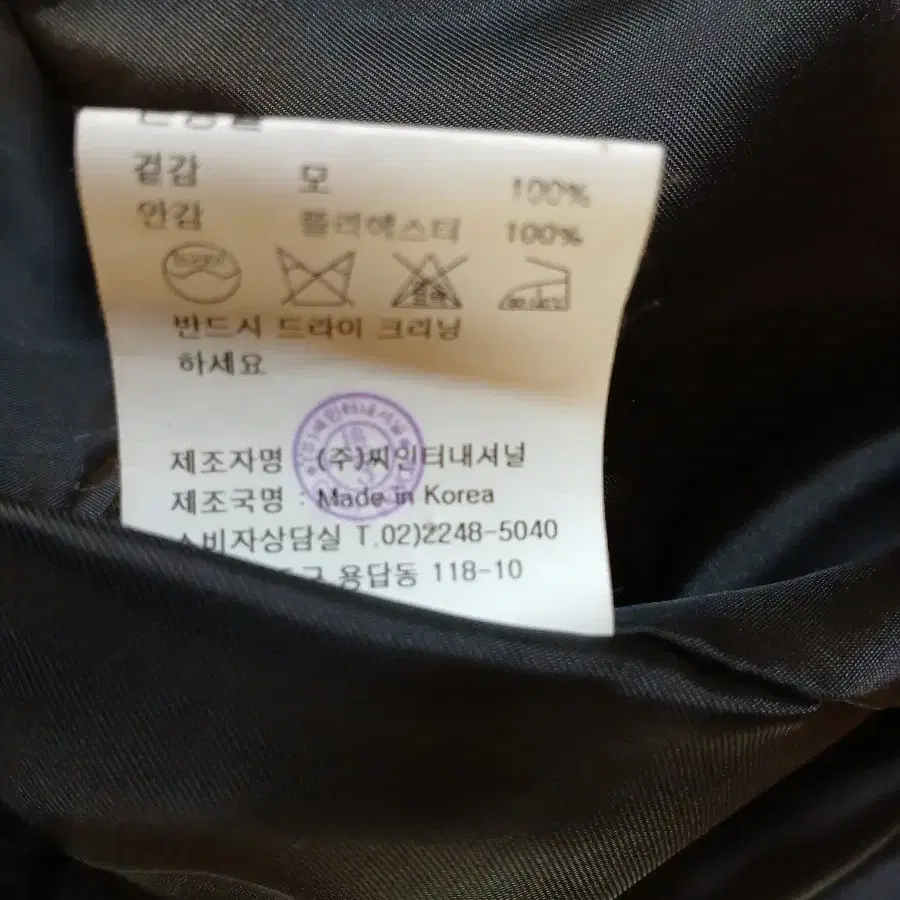 겉감 모 100%
안감 폴리에스터 100%
반드시 드라이 크리닝
하세요
제조자명 (주)씨인터내셔널
제조국명 : Made in Korea
소비자상담실 T.02)2248-5040
용답동 118-10